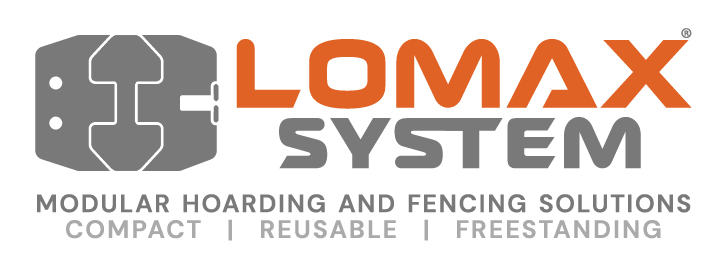 LOMAX®
SYSTEM
MODULAR HOARDING AND FENCING SOLUTIONS
COMPACT | REUSABLE | FREESTANDING